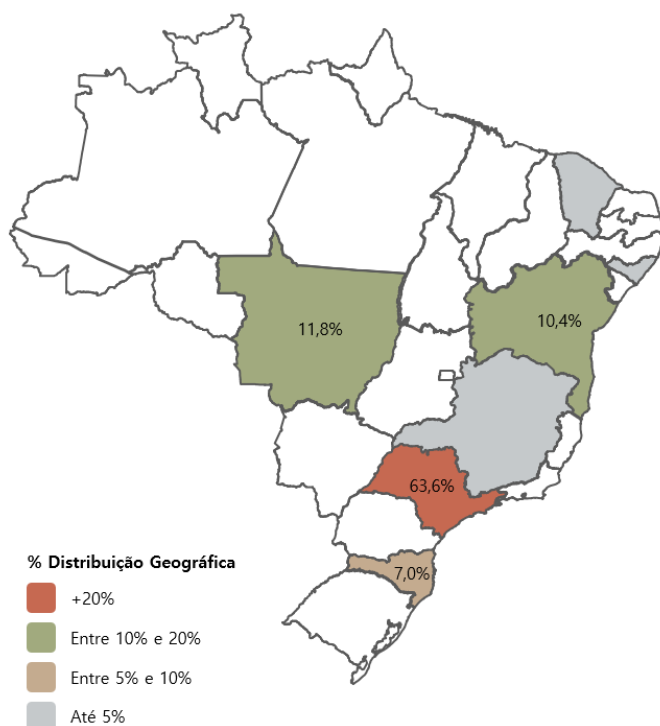 11,8%
10,4%
63,6%
7,0%
% Distribuição Geográfica
+20%
Entre 10% e 20%
Entre 5% e 10%
Até 5%